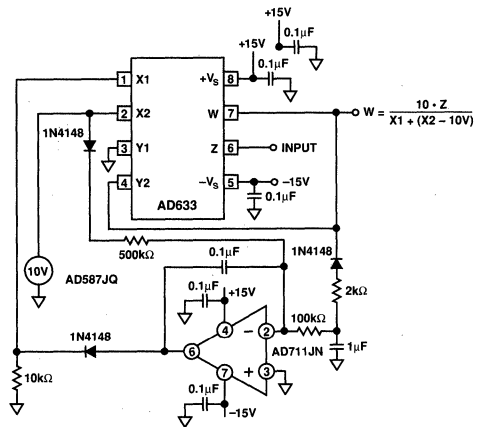 +15V
0.1µF
+15V
0.1µF
1 X1
+VS 8
2 X2
W 7
W = 10 • Z / X1 + (X2 – 10V)
1N4148
3 Y1
Z 6
INPUT
4 Y2
–VS 5
–15V
AD633
0.1µF
500kΩ
0.1µF
1N4148
10V
AD587JQ
0.1µF
+15V
2kΩ
1N4148
4
– 2
100kΩ
6
AD711JN
1µF
10kΩ
7
+ 3
0.1µF
–15V